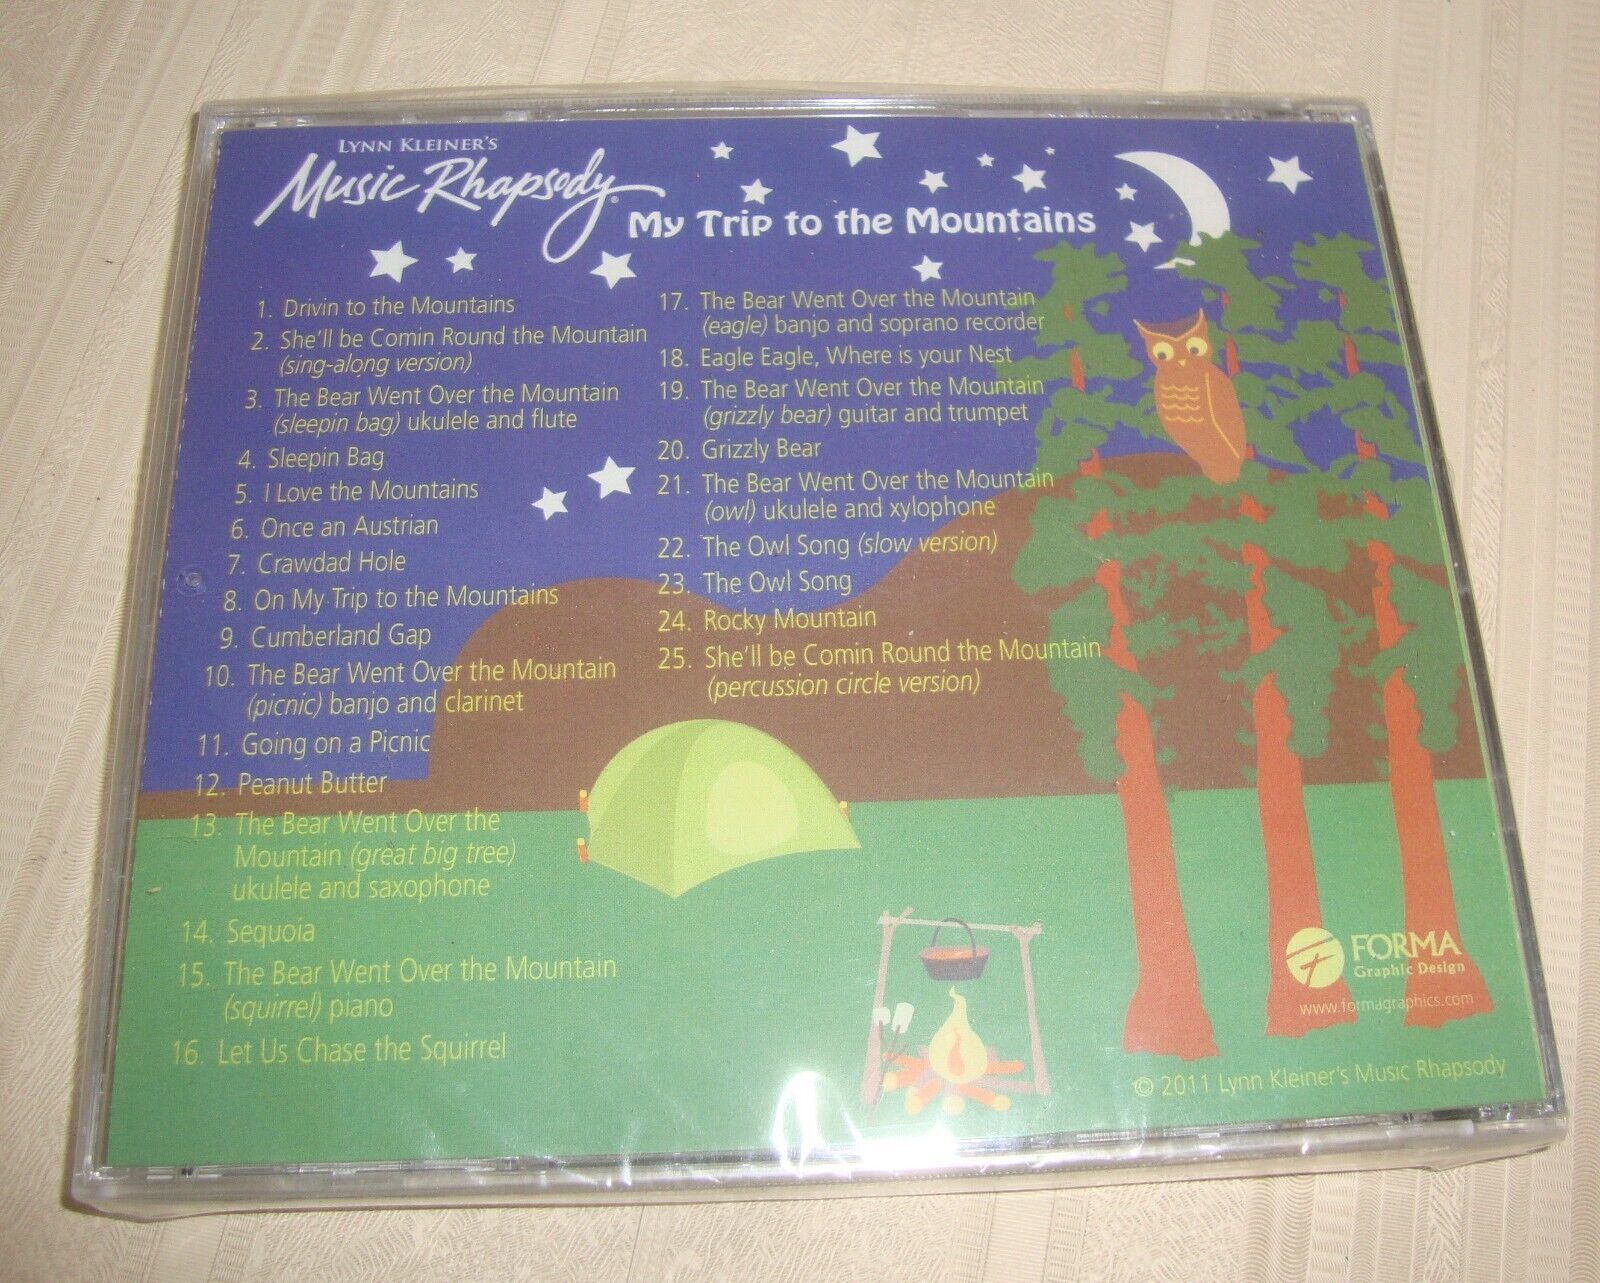 LYNN KLEINER'S
Music Rhapsody®
My Trip to the Mountains
1. Drivin to the Mountains
2. She'll be Comin Round the Mountain
(sing-along version)
3. The Bear Went Over the Mountain
(sleepin bag) ukulele and flute
4. Sleepin Bag
5. I Love the Mountains
6. Once an Austrian
7. Crawdad Hole
8. On My Trip to the Mountains
9. Cumberland Gap
10. The Bear Went Over the Mountain
(picnic) banjo and clarinet
11. Going on a Picnic
12. Peanut Butter
13. The Bear Went Over the
Mountain (great big tree)
ukulele and saxophone
14. Sequoia
15. The Bear Went Over the Mountain
(squirrel) piano
16. Let Us Chase the Squirrel
17. The Bear Went Over the Mountain
(eagle) banjo and soprano recorder
18. Eagle Eagle, Where is your Nest
19. The Bear Went Over the Mountain
(grizzly bear) guitar and trumpet
20. Grizzly Bear
21. The Bear Went Over the Mountain
(owl) ukulele and xylophone
22. The Owl Song (slow version)
23. The Owl Song
24. Rocky Mountain
25. She'll be Comin Round the Mountain
(percussion circle version)
FORMA
Graphic Design
www.formagraphics.com
© 2011 Lynn Kleiner's Music Rhapsody